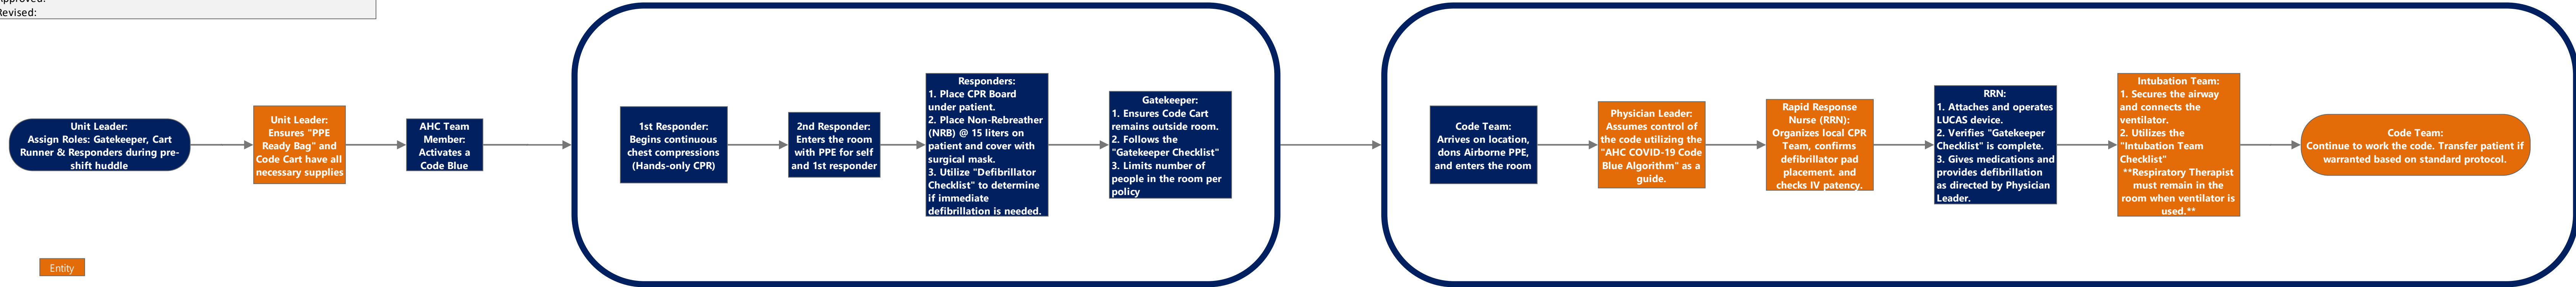 Approved:
Revised:
Unit Leader:
Assign Roles: Gatekeeper, Cart
Runner & Responders during pre-
shift huddle
Unit Leader:
Ensures "PPE
Ready Bag" and
Code Cart have all
necessary supplies
AHC Team
Member:
Activates a
Code Blue
1st Responder:
Begins continuous
chest compressions
(Hands-only CPR)
2nd Responder:
Enters the room
with PPE for self
and 1st responder
Responders:
1. Place CPR Board
under patient.
2. Place Non-Rebreather
(NRB) @ 15 liters on
patient and cover with
surgical mask.
3. Utilize "Defibrillator
Checklist" to determine
if immediate
defibrillation is needed.
Gatekeeper:
1. Ensures Code Cart
remains outside room.
2. Follows the
"Gatekeeper Checklist"
3. Limits number of
people in the room per
policy
Code Team:
Arrives on location,
dons Airborne PPE,
and enters the room
Physician Leader:
Assumes control of
the code utilizing the
"AHC COVID-19 Code
Blue Algorithm" as a
guide.
Rapid Response
Nurse (RRN):
Organizes local CPR
Team, confirms
defibrillator pad
placement. and
checks IV patency.
RRN:
1. Attaches and operates
LUCAS device.
2. Verifies "Gatekeeper
Checklist" is complete.
3. Gives medications and
provides defibrillation
as directed by Physician
Leader.
Intubation Team:
1. Secures the airway
and connects the
ventilator.
2. Utilizes the
"Intubation Team
Checklist"
**Respiratory Therapist
must remain in the
room when ventilator is
used.**
Code Team:
Continue to work the code. Transfer patient if
warranted based on standard protocol.
Entity